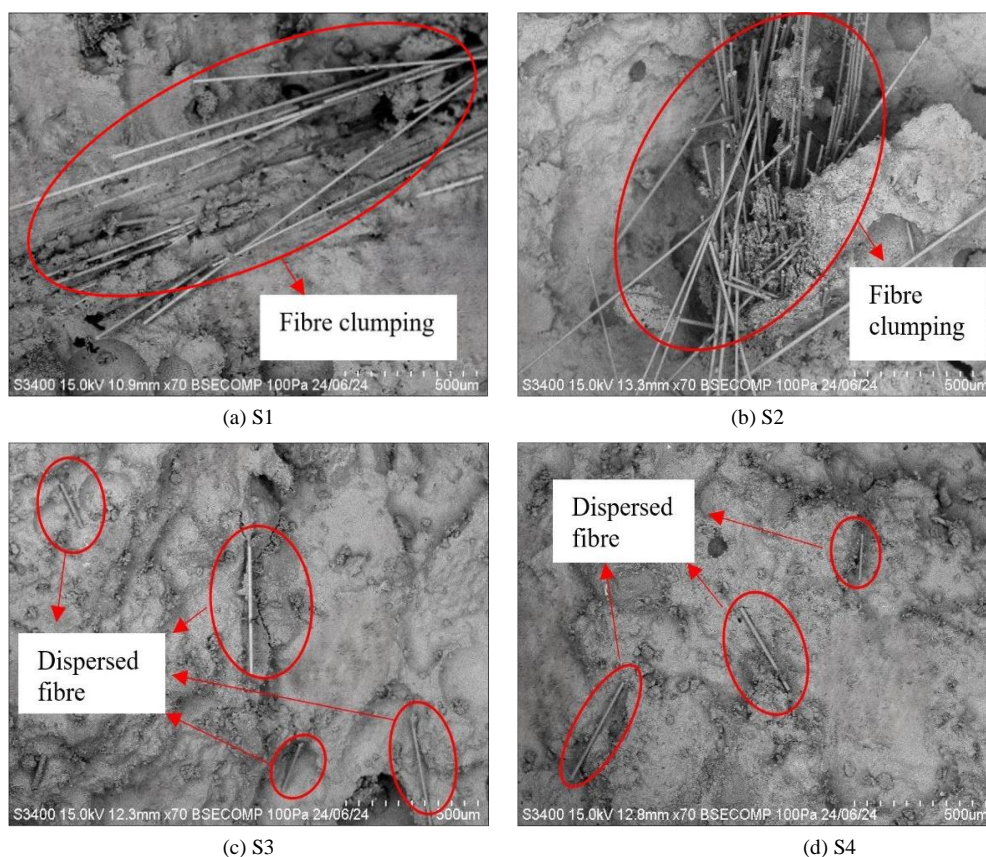 Fibre clumping
S3400 15.0kV 10.9mm x70 BSECOMP 100Pa 24/06/24
500um
(a) S1
Fibre
clumping
S3400 15.0kV 13.3mm x70 BSECOMP 100Pa 24/06/24
500um
(b) S2
Dispersed
fibre
S3400 15.0kV 12.3mm x70 BSECOMP 100Pa 24/06/24
500um
(c) S3
Dispersed
fibre
S3400 15.0kV 12.8mm x70 BSECOMP 100Pa 24/06/24
500um
(d) S4